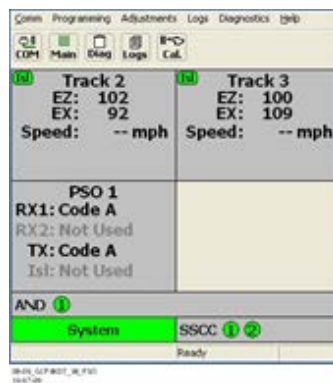 Comm Programming Adjustments Logs Diagnostics Help
COM Main Diag Logs Cal.
Isl Track 2
EZ: 102
EX: 92
Speed: -- mph
Isl Track 3
EZ: 100
EX: 109
Speed: -- mph
PSO 1
RX1: Code A
RX2: Not Used
TX: Code A
Isl: Not Used
AND 1
System
SSCC 1 2
Ready